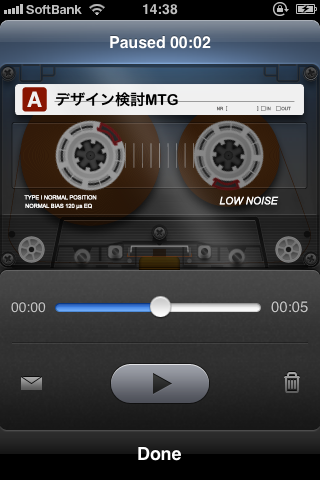 SoftBank 14:38
Paused 00:02
A デザイン検討MTG
NR [ ] IN OUT
TYPE I NORMAL POSITION
NORMAL BIAS 120 μs EQ
LOW NOISE
00:00 00:05
Done